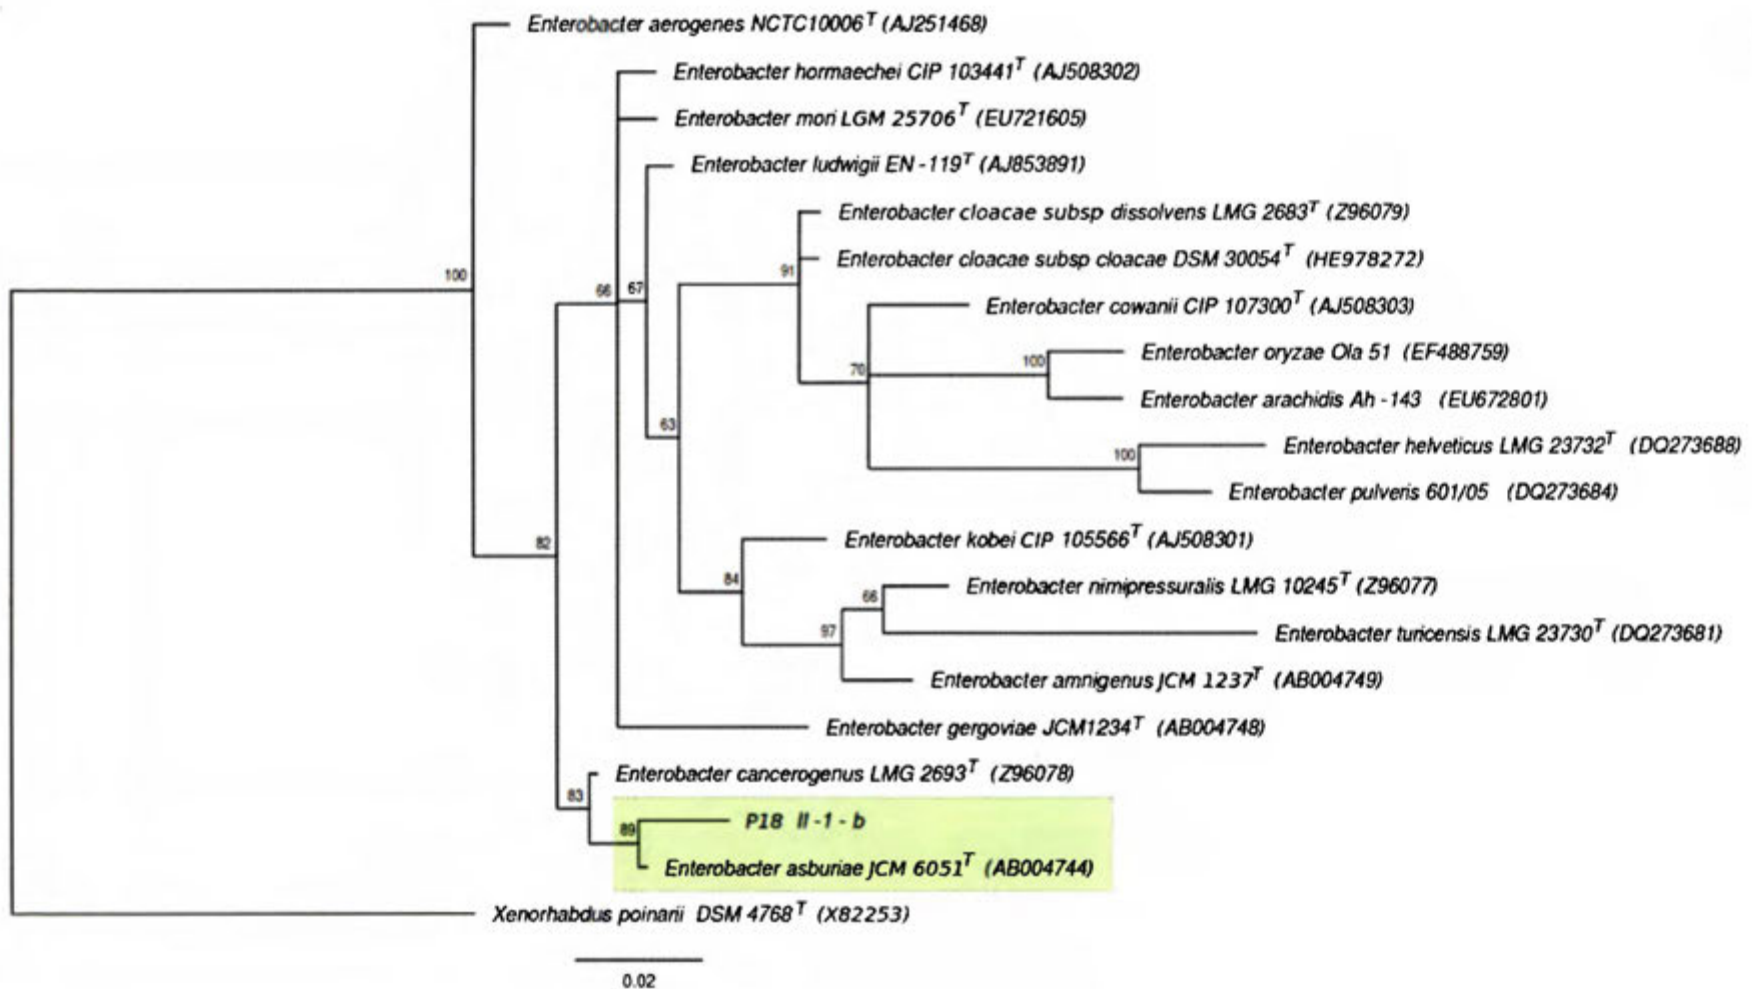 Enterobacter aerogenes NCTC10006T (AJ251468)
Enterobacter hormaechei CIP 103441T (AJ508302)
Enterobacter mori LGM 25706T (EU721605)
Enterobacter ludwigii EN -119T (AJ853891)
Enterobacter cloacae subsp dissolvens LMG 2683T (Z96079)
91
Enterobacter cloacae subsp cloacae DSM 30054T (HE978272)
100
66
67
Enterobacter cowanii CIP 107300T (AJ508303)
Enterobacter oryzae Ola 51 (EF488759)
100
70
Enterobacter arachidis Ah -143 (EU672801)
63
Enterobacter helveticus LMG 23732T (DQ273688)
100
Enterobacter pulveris 601/05 (DQ273684)
82
Enterobacter kobei CIP 105566T (AJ508301)
84
Enterobacter nimipressuralis LMG 10245T (Z96077)
66
97
Enterobacter turicensis LMG 23730T (DQ273681)
Enterobacter amnigenus JCM 1237T (AB004749)
Enterobacter gergoviae JCM1234T (AB004748)
Enterobacter cancerogenus LMG 2693T (Z96078)
83
P18 II -1 - b
89
Enterobacter asburiae JCM 6051T (AB004744)
Xenorhabdus poinarii DSM 4768T (X82253)
0.02